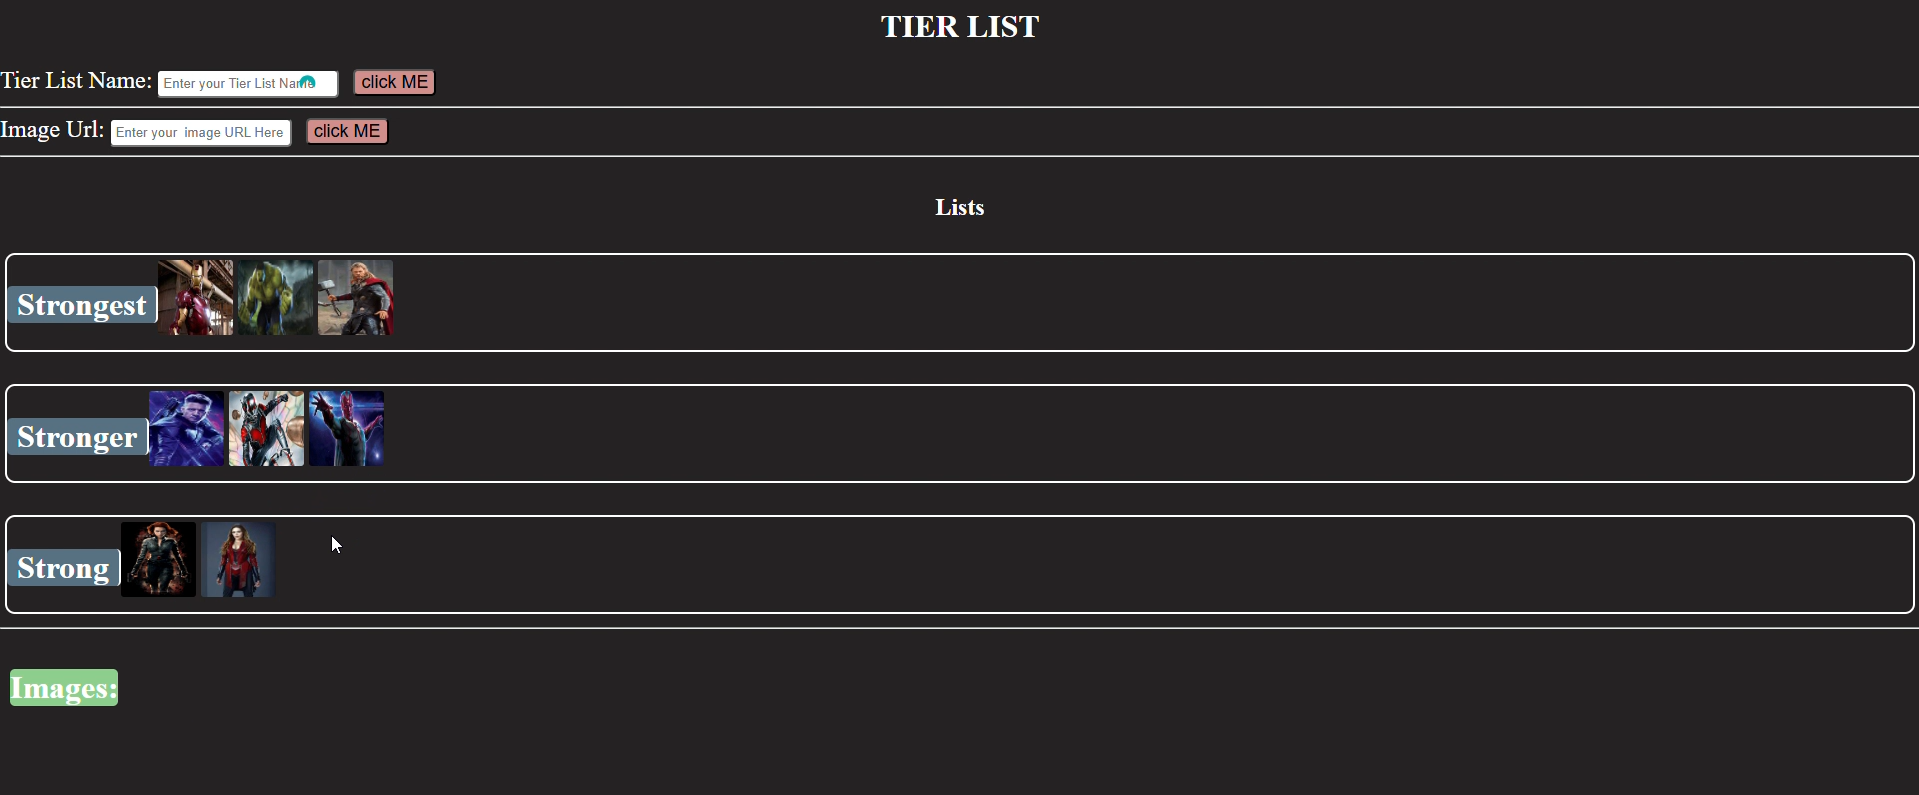 TIER LIST
Tier List Name: Enter your Tier List Name click ME
Image Url: Enter your  image URL Here click ME
Lists
Strongest
Stronger
Strong
Images: